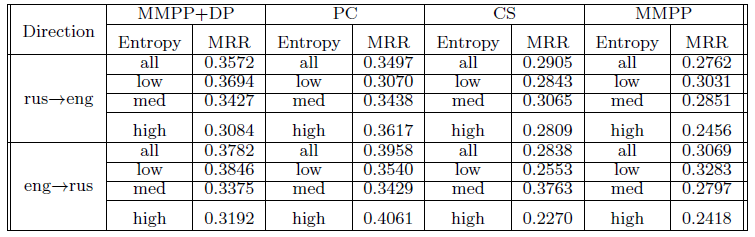 Direction MMPP+DP PC CS MMPP
Entropy MRR Entropy MRR Entropy MRR Entropy MRR
rus→eng all 0.3572 all 0.3497 all 0.2905 all 0.2762
low 0.3694 low 0.3070 low 0.2843 low 0.3031
med 0.3427 med 0.3438 med 0.3065 med 0.2851
high 0.3084 high 0.3617 high 0.2809 high 0.2456
eng→rus all 0.3782 all 0.3958 all 0.2838 all 0.3069
low 0.3846 low 0.3540 low 0.2553 low 0.3283
med 0.3375 med 0.3429 med 0.3763 med 0.2797
high 0.3192 high 0.4061 high 0.2270 high 0.2418